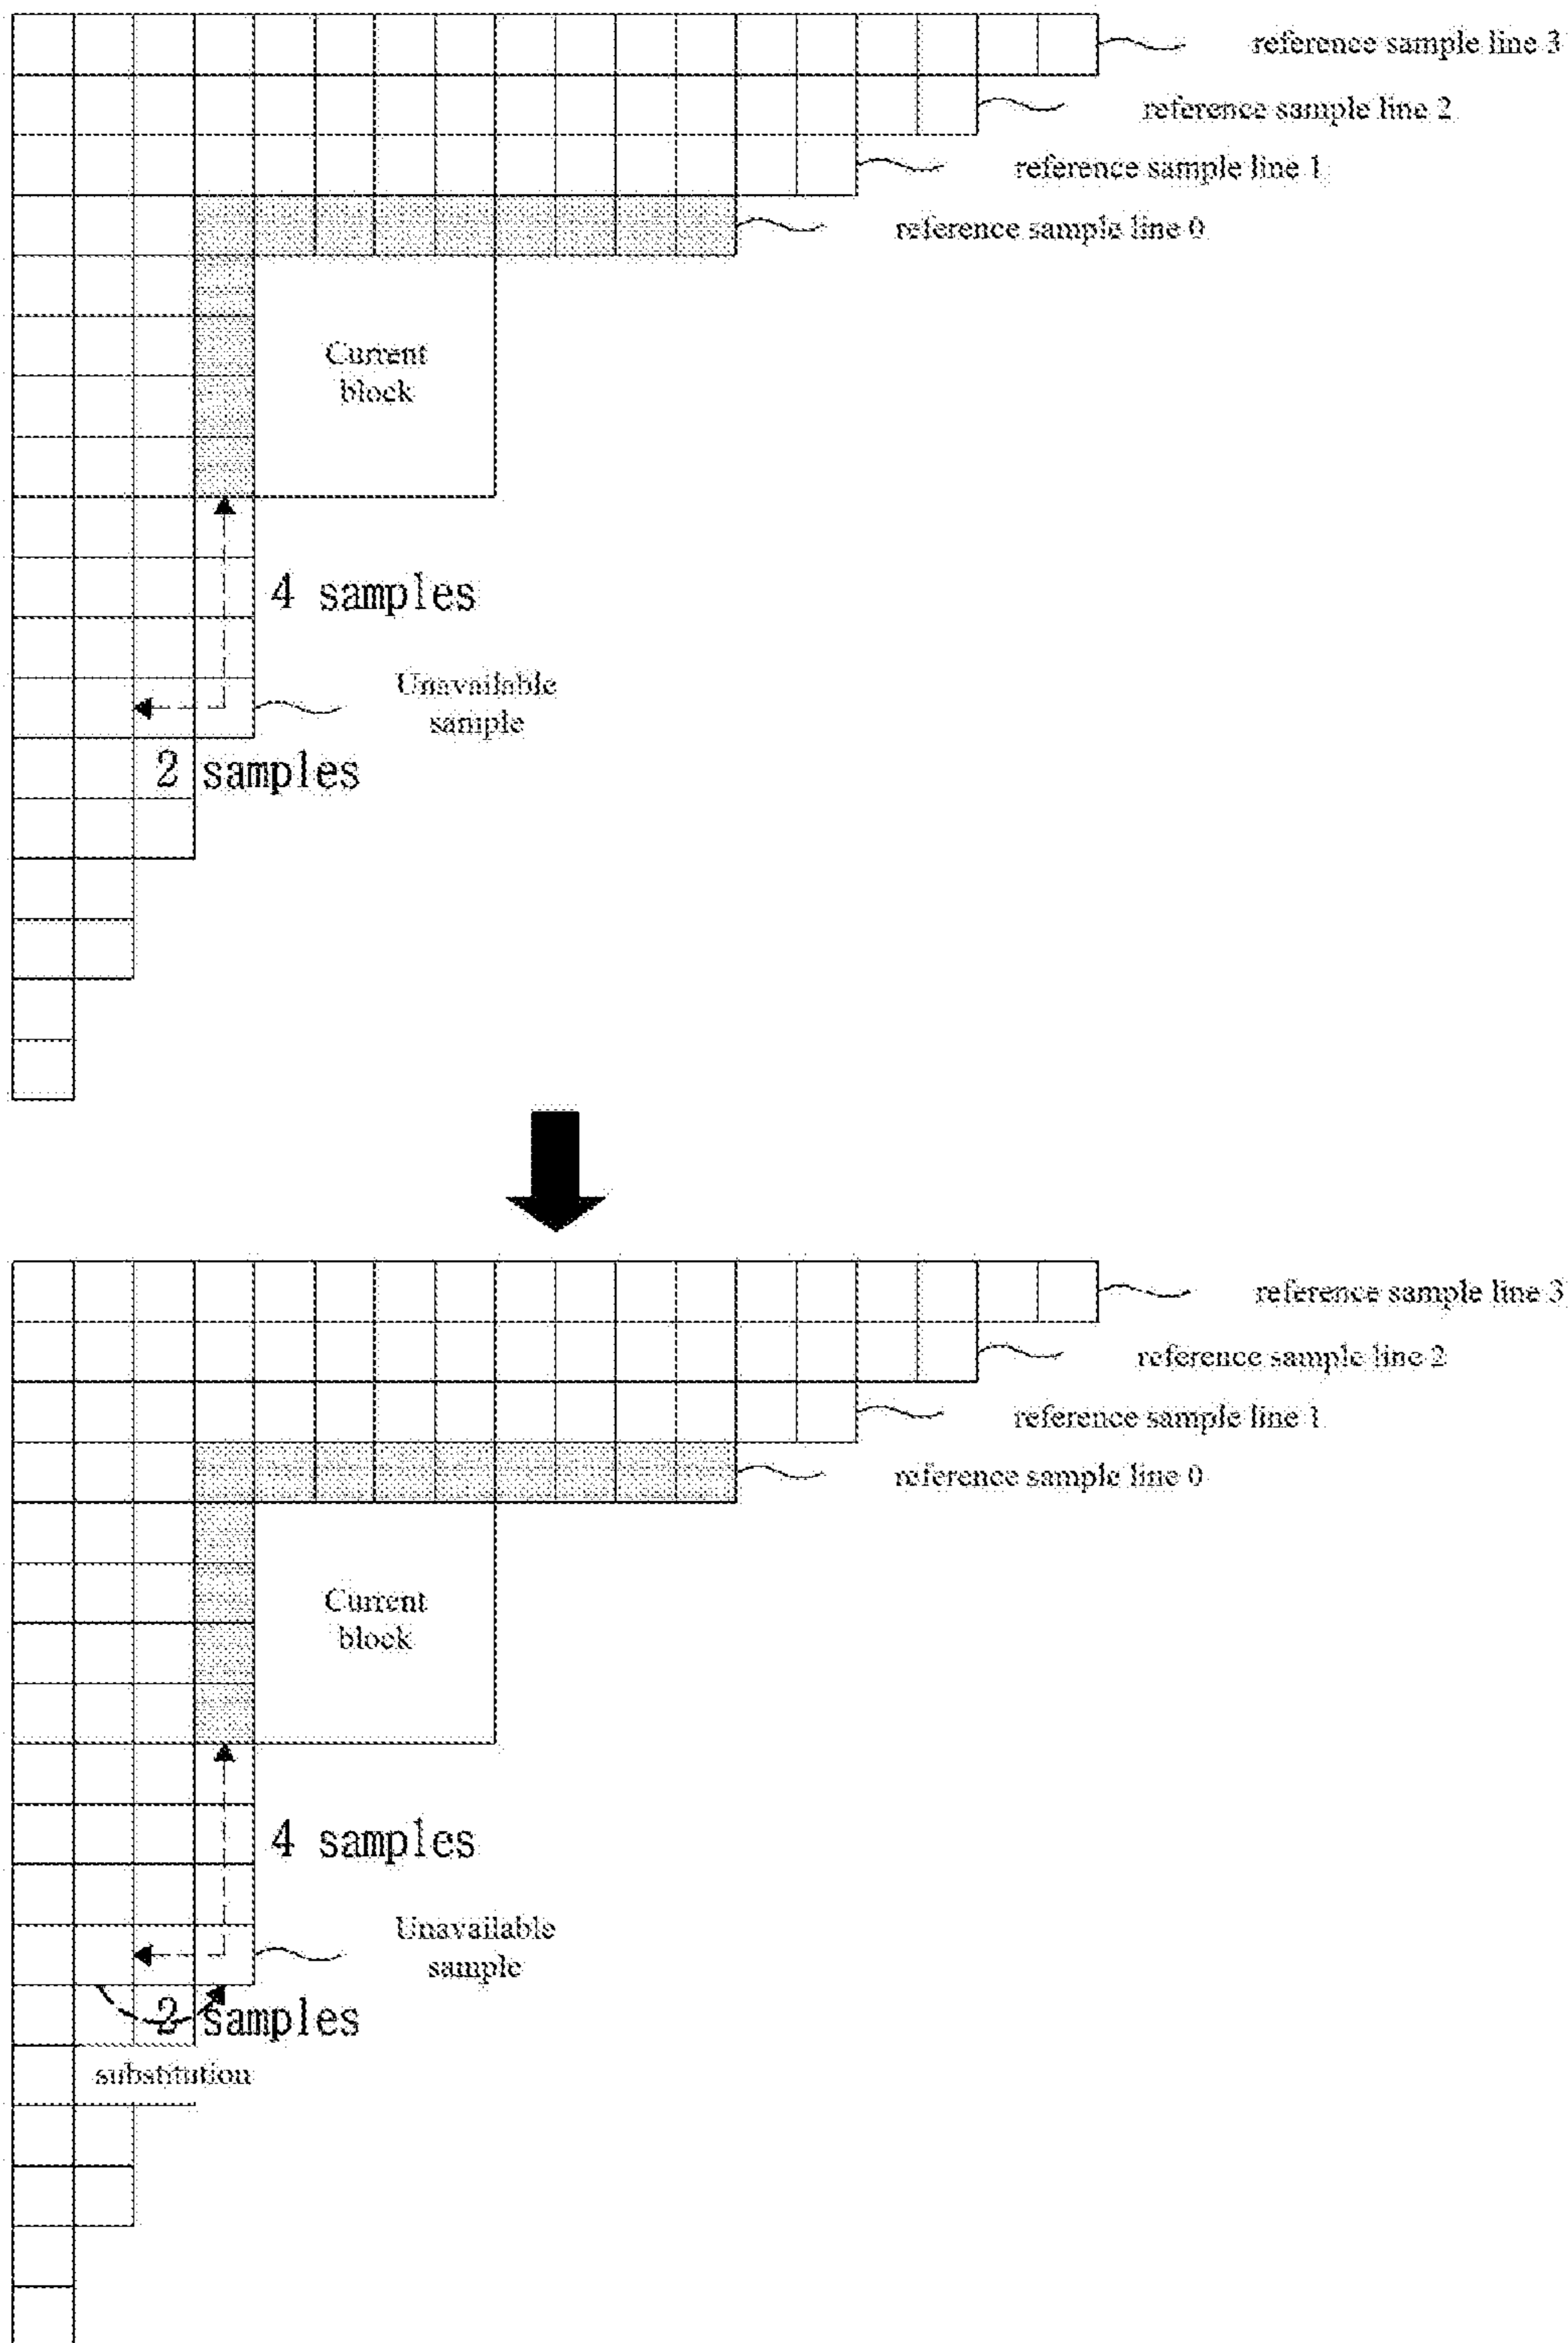 reference sample line 3
reference sample line 2
reference sample line 1
reference sample line 0
Current
block
4 samples
Unavailable
sample
2 samples
reference sample line 3
reference sample line 2
reference sample line 1
reference sample line 0
Current
block
4 samples
Unavailable
sample
2 samples
substitution